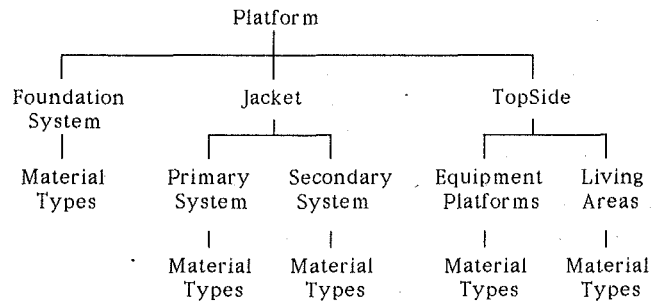 Platform
Foundation Jacket TopSide
System
Material Primary Secondary Equipment Living
Types System System Platforms Areas
Material Material Material Material
Types Types Types Types